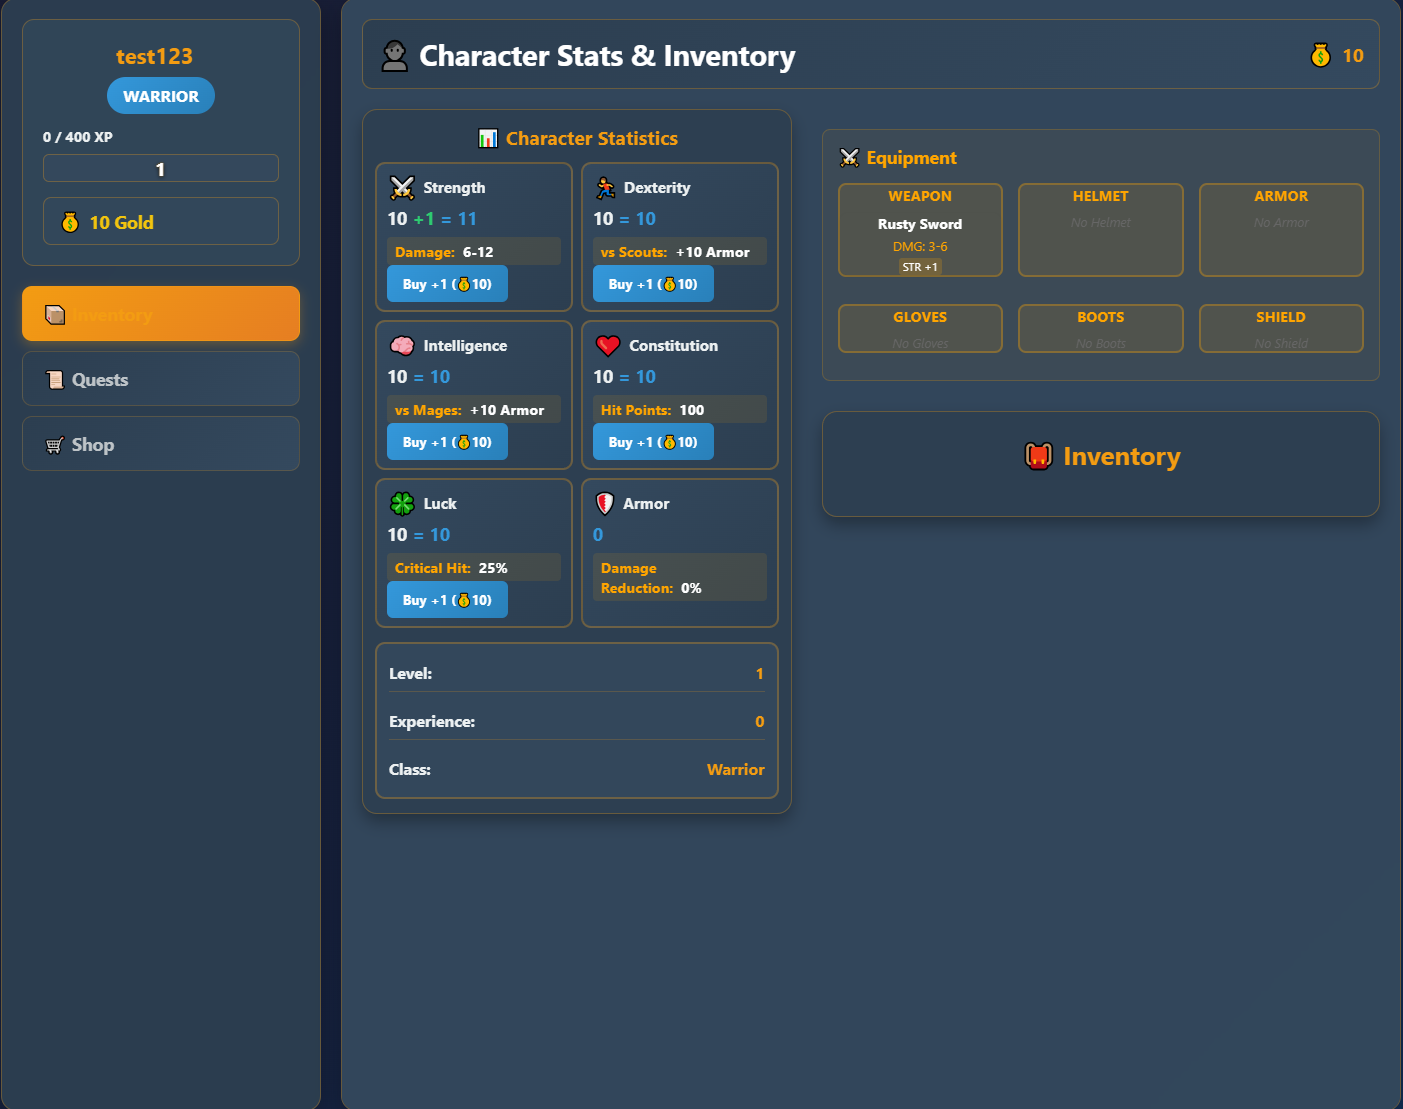 test123
WARRIOR
0 / 400 XP
1
10 Gold
Inventory
Quests
Shop
Character Stats & Inventory
10
Character Statistics
Strength
10 +1 = 11
Damage: 6-12
Buy +1 (💰10)
Dexterity
10 = 10
vs Scouts: +10 Armor
Buy +1 (💰10)
Intelligence
10 = 10
vs Mages: +10 Armor
Buy +1 (💰10)
Constitution
10 = 10
Hit Points: 100
Buy +1 (💰10)
Luck
10 = 10
Critical Hit: 25%
Buy +1 (💰10)
Armor
0
Damage
Reduction: 0%
Level: 1
Experience: 0
Class: Warrior
Equipment
WEAPON
Rusty Sword
DMG: 3-6
STR +1
HELMET
No Helmet
ARMOR
No Armor
GLOVES
No Gloves
BOOTS
No Boots
SHIELD
No Shield
Inventory